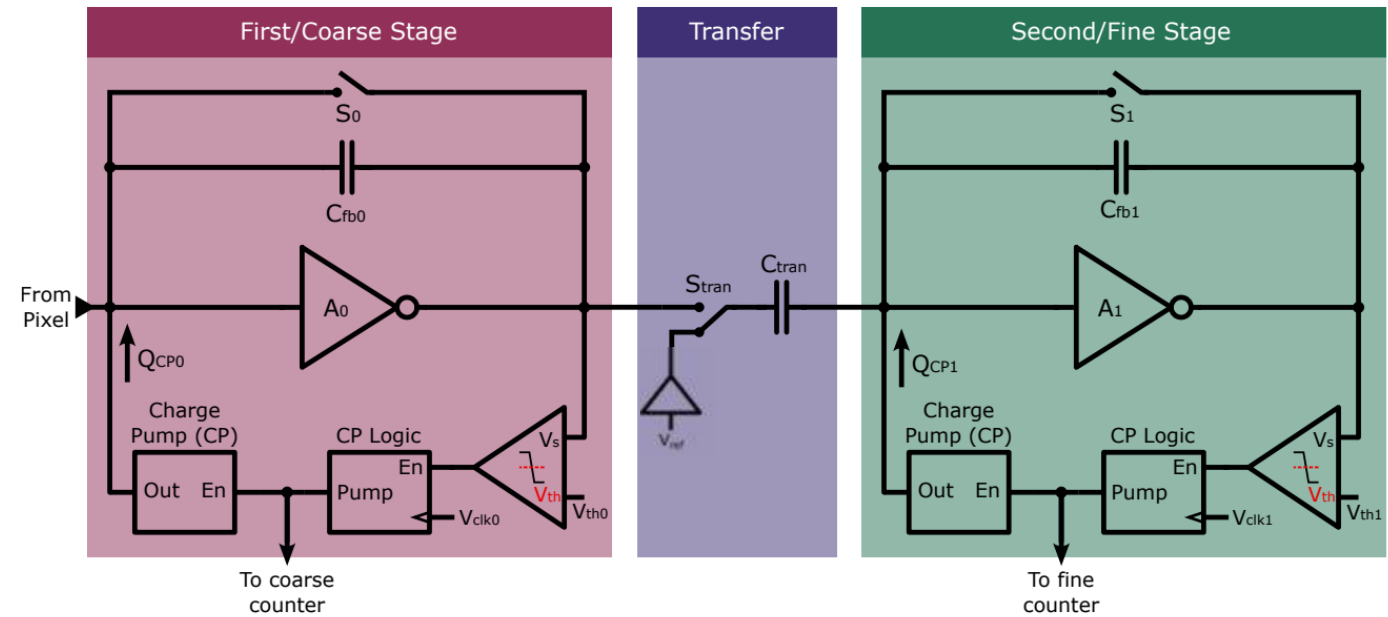 First/Coarse Stage
Transfer
Second/Fine Stage
S0
Cfb0
A0
From
Pixel
QCP0
Charge
Pump (CP)
CP Logic
Vs
En
Out En
Pump
Vth
Vth0
Vclk0
To coarse
counter
Stran
Ctran
Vref
S1
Cfb1
A1
QCP1
Charge
Pump (CP)
CP Logic
Vs
En
Out En
Pump
Vth
Vth1
Vclk1
To fine
counter